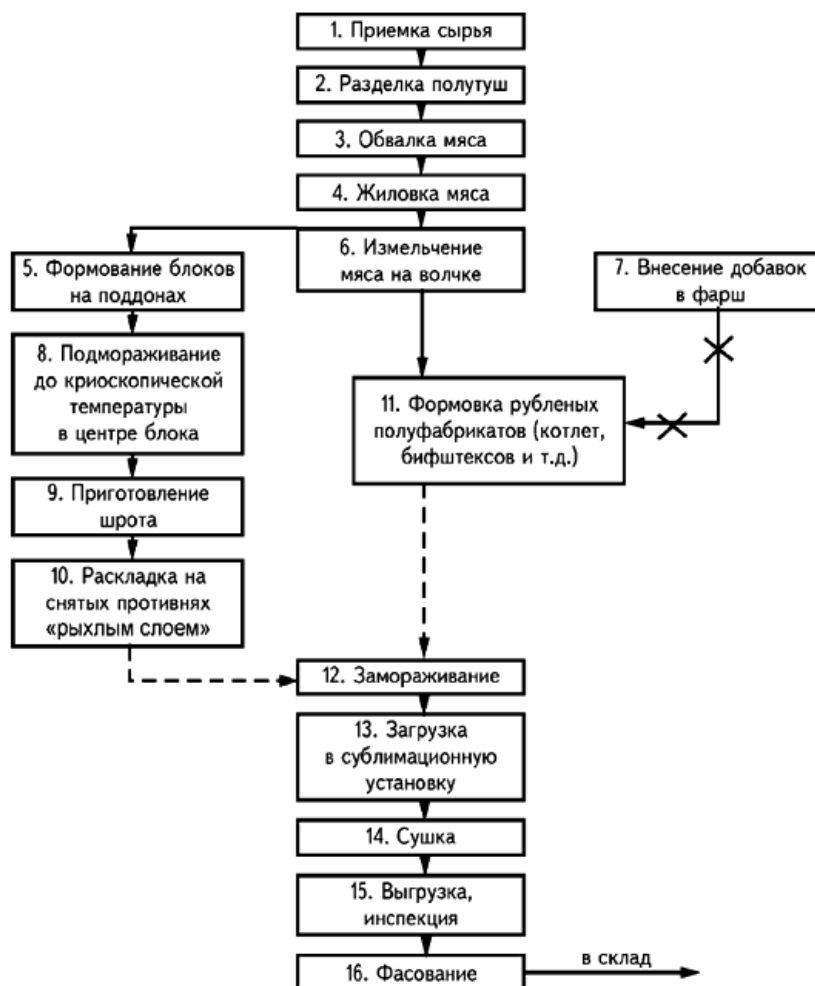 1. Приемка сырья
2. Разделка полутуш
3. Обвалка мяса
4. Жиловка мяса
6. Измельчение
мяса на волчке
5. Формование блоков
на поддонах
7. Внесение добавок
в фарш
8. Подмораживание
до криоскопической
температуры
в центре блока
11. Формовка рубленых
полуфабрикатов (котлет,
бифштексов и т.д.)
9. Приготовление
шрота
10. Раскладка на
снятых противнях
«рыхлым слоем»
12. Замораживание
13. Загрузка
в сублимационную
установку
14. Сушка
15. Выгрузка,
инспекция
16. Фасование
в склад